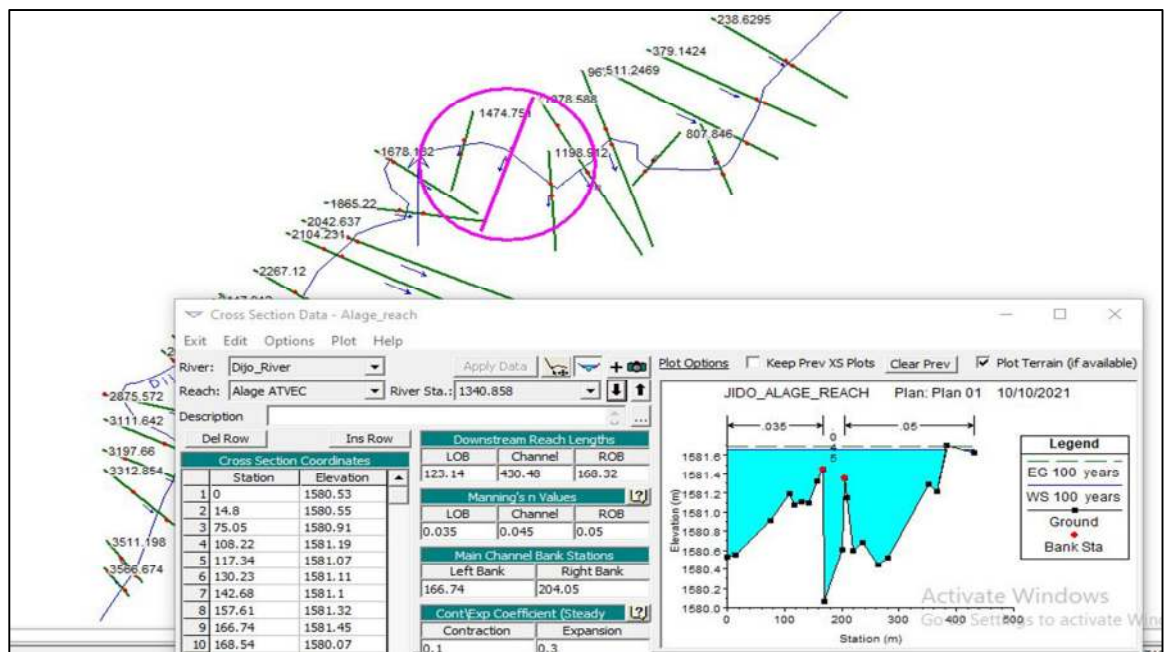 238.6295
379.1424
511.2469
1474.751
807.846
1198.912
1865.22
2042.637
2104.231
2267.12
2875.572
3111.642
3197.66
3312.854
3511.198
3566.674
Cross Section Data - Alage_reach
Exit Edit Options Plot Help
River: Dijo_River Apply Data
Reach: Alage ATVEC River Sta.: 1340.858
Description ...
Del Row Ins Row
Cross Section Coordinates
Station Elevation
1 0 1580.53
2 14.8 1580.55
3 75.05 1580.91
4 108.22 1581.19
5 117.34 1581.07
6 130.23 1581.11
7 142.68 1581.1
8 157.61 1581.32
9 166.74 1581.45
10 168.54 1580.07
Downstream Reach Lengths
LOB Channel ROB
123.14 430.48 168.32
Manning's n Values ?
LOB Channel ROB
0.035 0.045 0.05
Main Channel Bank Stations
Left Bank Right Bank
166.74 204.05
Cont\Exp Coefficient (Steady ?
Contraction Expansion
0.1 0.3
Plot Options Keep Prev XS Plots Clear Prev Plot Terrain (if available)
JIDO_ALAGE_REACH Plan: Plan 01 10/10/2021
.035 .045 .05
1581.6
1581.4
1581.2
1581.0
1580.8
1580.6
1580.4
1580.2
1580.0
Elevation (m)
0 100 200 300 400 500
Station (m)
Legend
EG 100 years
WS 100 years
Ground
Bank Sta
Activate Windows
Go to Settings to activate